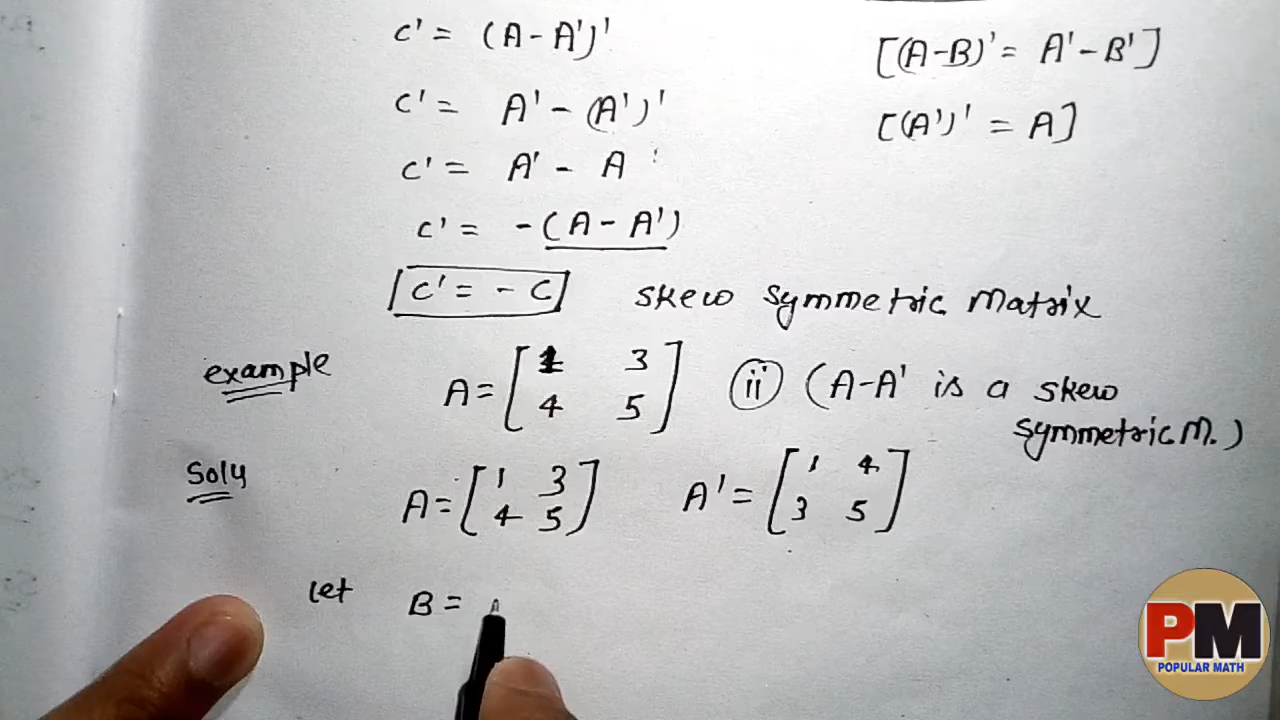 C' = (A - A')' [(A-B)' = A' - B']
C' = A' - (A')' [(A')' = A]
C' = A' - A
C' = -(A - A')
C' = - C skew symmetric Matrix
example A = [1 3 (ii) (A-A' is a skew
4 5] symmetric M.)
Soln A = [1 3 A' = [1 4
4 5] 3 5]
let B = A
PM
POPULAR MATH